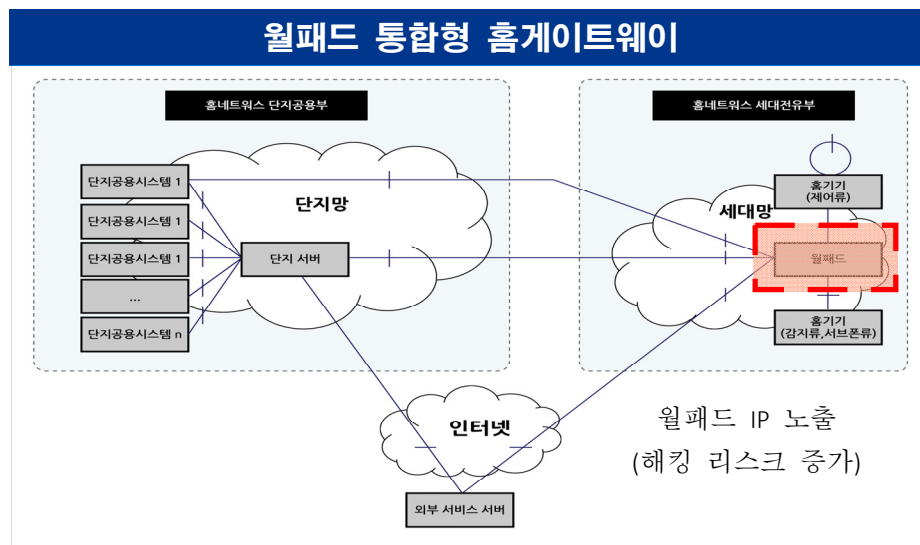 월패드 통합형 홈게이트웨이
홈네트워스 단지공용부
홈네트워스 세대전유부
단지공용시스템 1
단지공용시스템 1
단지공용시스템 1
...
단지공용시스템 n
단지망
단지 서버
세대망
홈기기
(제어류)
월패드
홈기기
(감지류,서브폰류)
인터넷
외부 서비스 서버
월패드 IP 노출
(해킹 리스크 증가)